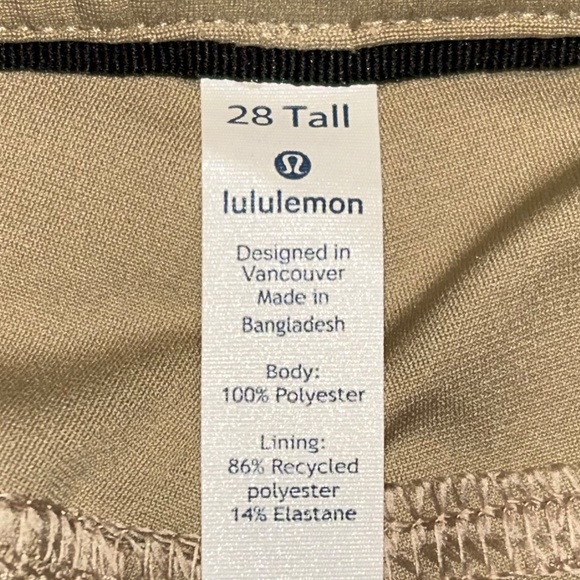 28 Tall
lululemon
Designed in
Vancouver
Made in
Bangladesh
Body:
100% Polyester
Lining:
86% Recycled
polyester
14% Elastane